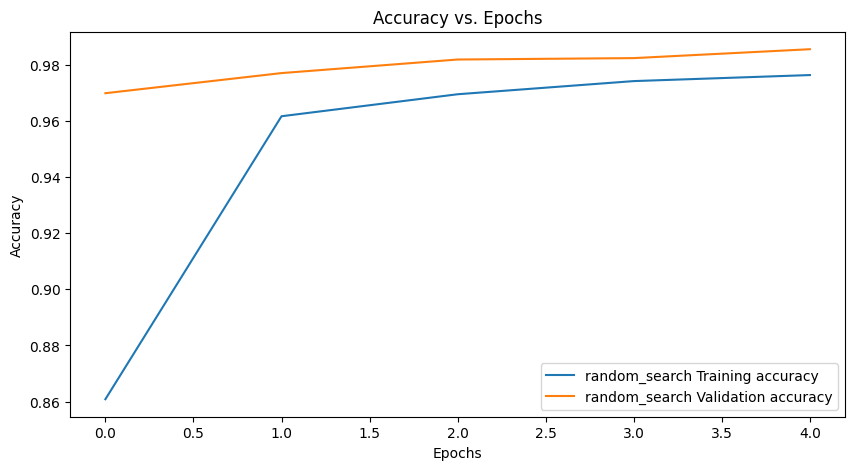 Accuracy vs. Epochs
Accuracy
0.98
0.96
0.94
0.92
0.90
0.88
0.86
random_search Training accuracy
random_search Validation accuracy
0.0 0.5 1.0 1.5 2.0 2.5 3.0 3.5 4.0
Epochs